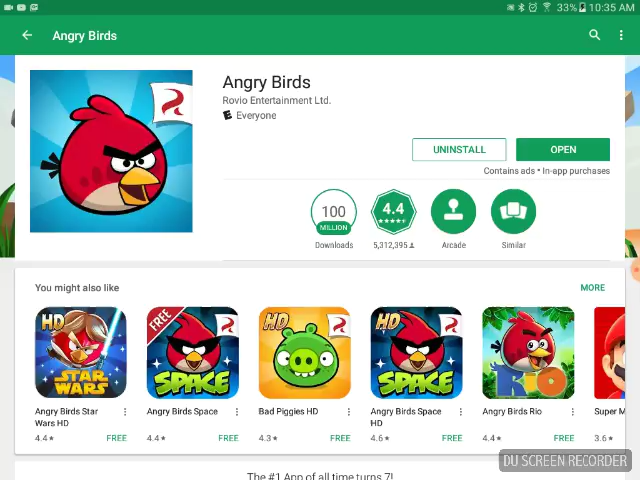 33% 10:35 AM
Angry Birds
Angry Birds
Rovio Entertainment Ltd.
E Everyone
UNINSTALL OPEN
Contains ads • In-app purchases
100
MILLION
4.4
Downloads 5,312,395 Arcade Similar
You might also like MORE
HD STAR WARS
FREE SPACE
HD
HD SPACE
RIO
Angry Birds Star Wars HD
4.4 FREE
Angry Birds Space
4.4 FREE
Bad Piggies HD
4.3 FREE
Angry Birds Space HD
4.6 FREE
Angry Birds Rio
4.4 FREE
Super M
3.6
The #1 App of all time turns 7!
DU SCREEN RECORDER